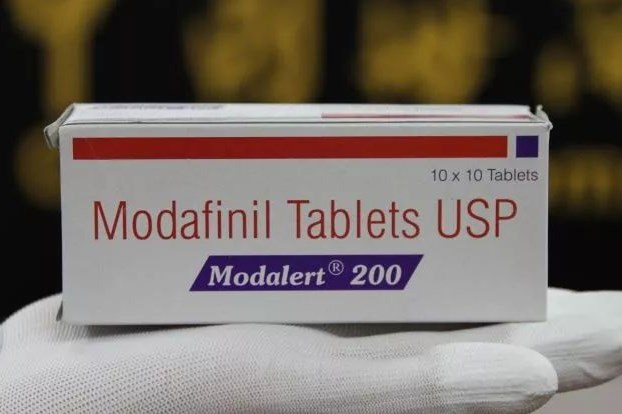 10 x 10 Tablets
Modafinil Tablets USP
Modalert® 200